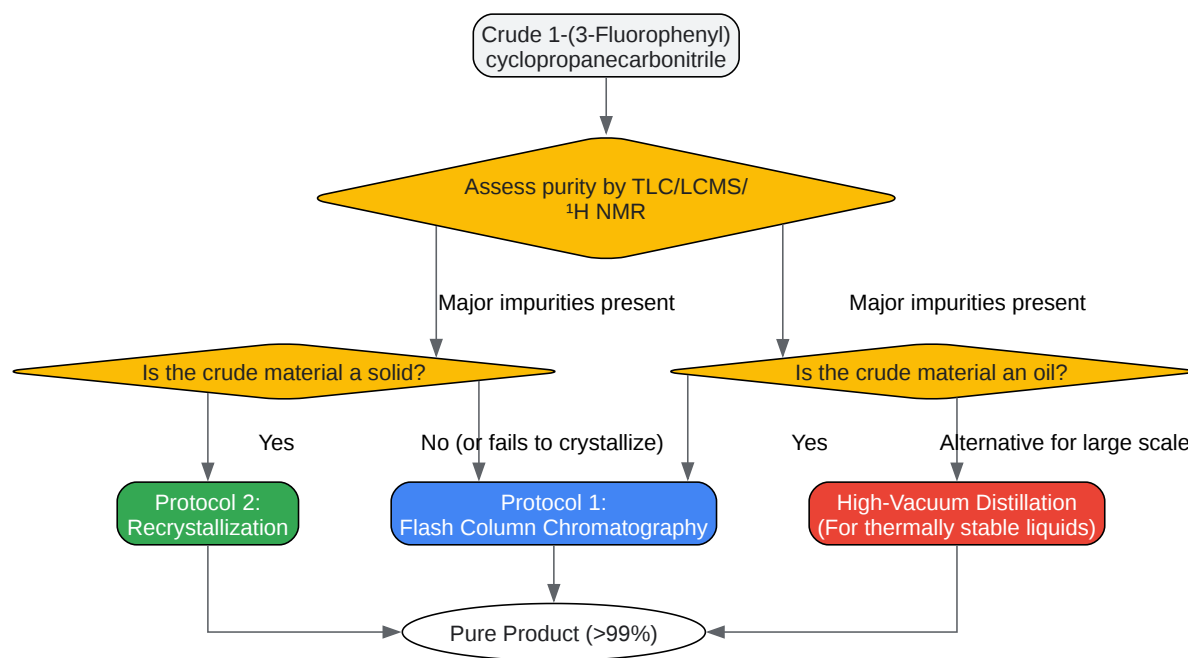 Crude 1-(3-Fluorophenyl)
cyclopropanecarbonitrile
Assess purity by TLC/LCMS/
¹H NMR
Major impurities present
Major impurities present
Is the crude material a solid?
Is the crude material an oil?
Yes
No (or fails to crystallize)
Yes
Alternative for large scale
Protocol 2:
Recrystallization
Protocol 1:
Flash Column Chromatography
High-Vacuum Distillation
(For thermally stable liquids)
Pure Product (>99%)